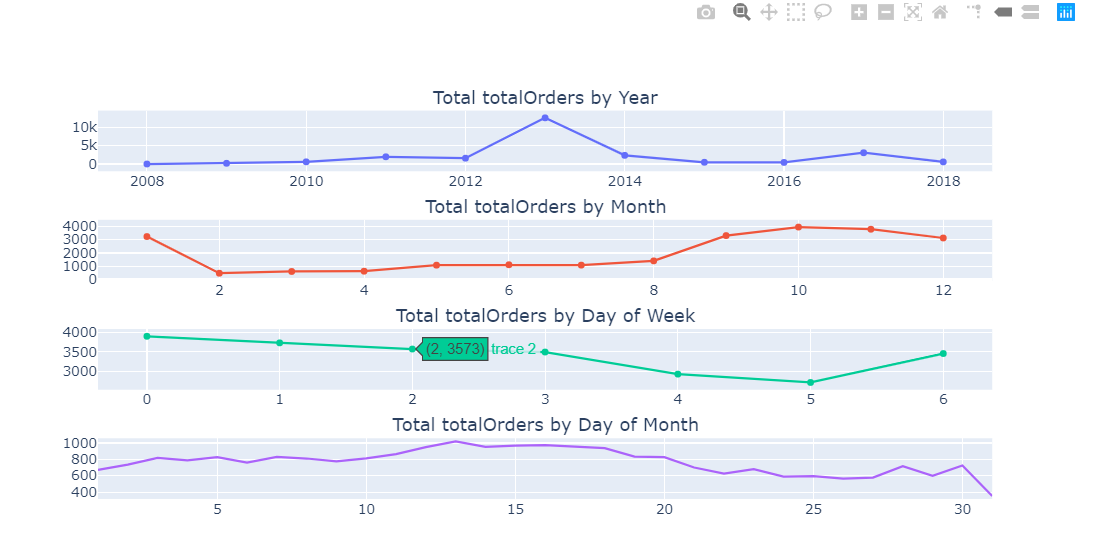 Total totalOrders by Year
10k
5k
0
2008 2010 2012 2014 2016 2018
Total totalOrders by Month
4000
3000
2000
1000
0
2 4 6 8 10 12
Total totalOrders by Day of Week
4000
3500
3000
(2, 3573) trace 2
0 1 2 3 4 5 6
Total totalOrders by Day of Month
1000
800
600
400
5 10 15 20 25 30